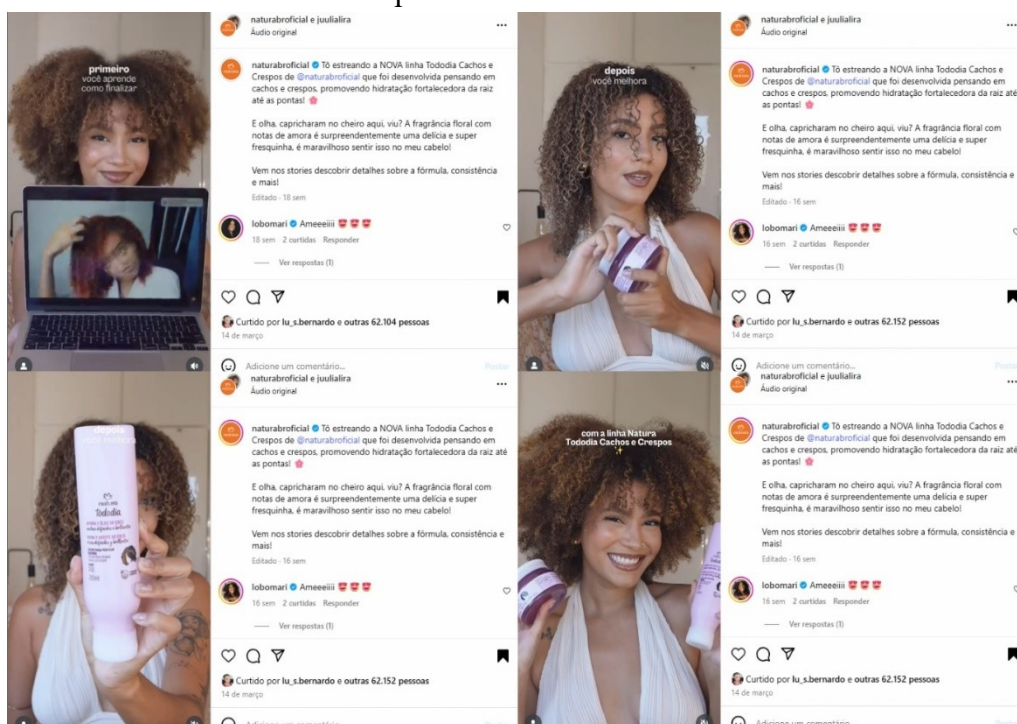 primeiro
você aprende
como finalizar
naturabroficial e juulialira
Áudio original
naturabroficial Tô estreando a NOVA linha Tododia Cachos e
Crespos de @naturabroficial que foi desenvolvida pensando em
cachos e crespos, promovendo hidratação fortalecedora da raiz
até as pontas!
E olha, capricharam no cheiro aqui, viu? A fragrância floral com
notas de amora é surpreendentemente uma delícia e super
fresquinha, é maravilhoso sentir isso no meu cabelo!
Vem nos stories descobrir detalhes sobre a fórmula, consistência
e mais!
Editado · 18 sem
lobomari Ameeeiiii
18 sem 2 curtidas Responder
Ver respostas (1)
Curtido por lu_s.bernardo e outras 62.104 pessoas
14 de março
Adicione um comentário...
Postar
depois
você melhora
naturabroficial e juulialira
Áudio original
naturabroficial Tô estreando a NOVA linha Tododia Cachos e
Crespos de @naturabroficial que foi desenvolvida pensando em
cachos e crespos, promovendo hidratação fortalecedora da raiz até
as pontas!
E olha, capricharam no cheiro aqui, viu? A fragrância floral com
notas de amora é surpreendentemente uma delícia e super
fresquinha, é maravilhoso sentir isso no meu cabelo!
Vem nos stories descobrir detalhes sobre a fórmula, consistência e
mais!
Editado · 16 sem
lobomari Ameeeiiii
16 sem 2 curtidas Responder
Ver respostas (1)
Curtido por lu_s.bernardo e outras 62.152 pessoas
14 de março
Adicione um comentário...
depois
você melhora
natura
Tododia
naturabroficial e juulialira
Áudio original
naturabroficial Tô estreando a NOVA linha Tododia Cachos e
Crespos de @naturabroficial que foi desenvolvida pensando em
cachos e crespos, promovendo hidratação fortalecedora da raiz até
as pontas!
E olha, capricharam no cheiro aqui, viu? A fragrância floral com
notas de amora é surpreendentemente uma delícia e super
fresquinha, é maravilhoso sentir isso no meu cabelo!
Vem nos stories descobrir detalhes sobre a fórmula, consistência e
mais!
Editado · 16 sem
lobomari Ameeeiiii
16 sem 2 curtidas Responder
Ver respostas (1)
Curtido por lu_s.bernardo e outras 62.152 pessoas
14 de março
com a linha Natura
Tododia Cachos e Crespos
naturabroficial e juulialira
Áudio original
naturabroficial Tô estreando a NOVA linha Tododia Cachos e
Crespos de @naturabroficial que foi desenvolvida pensando em
cachos e crespos, promovendo hidratação fortalecedora da raiz até
as pontas!
E olha, capricharam no cheiro aqui, viu? A fragrância floral com
notas de amora é surpreendentemente uma delícia e super
fresquinha, é maravilhoso sentir isso no meu cabelo!
Vem nos stories descobrir detalhes sobre a fórmula, consistência e
mais!
Editado · 16 sem
lobomari Ameeeiiii
16 sem 2 curtidas Responder
Ver respostas (1)
Curtido por lu_s.bernardo e outras 62.152 pessoas
14 de março